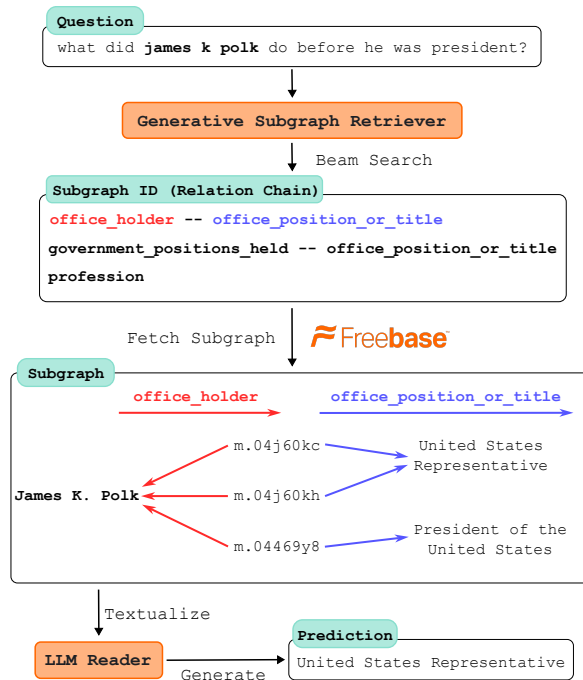 Question
what did james k polk do before he was president?
Generative Subgraph Retriever
Beam Search
Subgraph ID (Relation Chain)
office_holder -- office_position_or_title
government_positions_held -- office_position_or_title
profession
Fetch Subgraph
Freebase
Subgraph
office_holder
office_position_or_title
m.04j60kc
United States
Representative
James K. Polk
m.04j60kh
m.04469y8
President of the
United States
Textualize
LLM Reader
Generate
Prediction
United States Representative